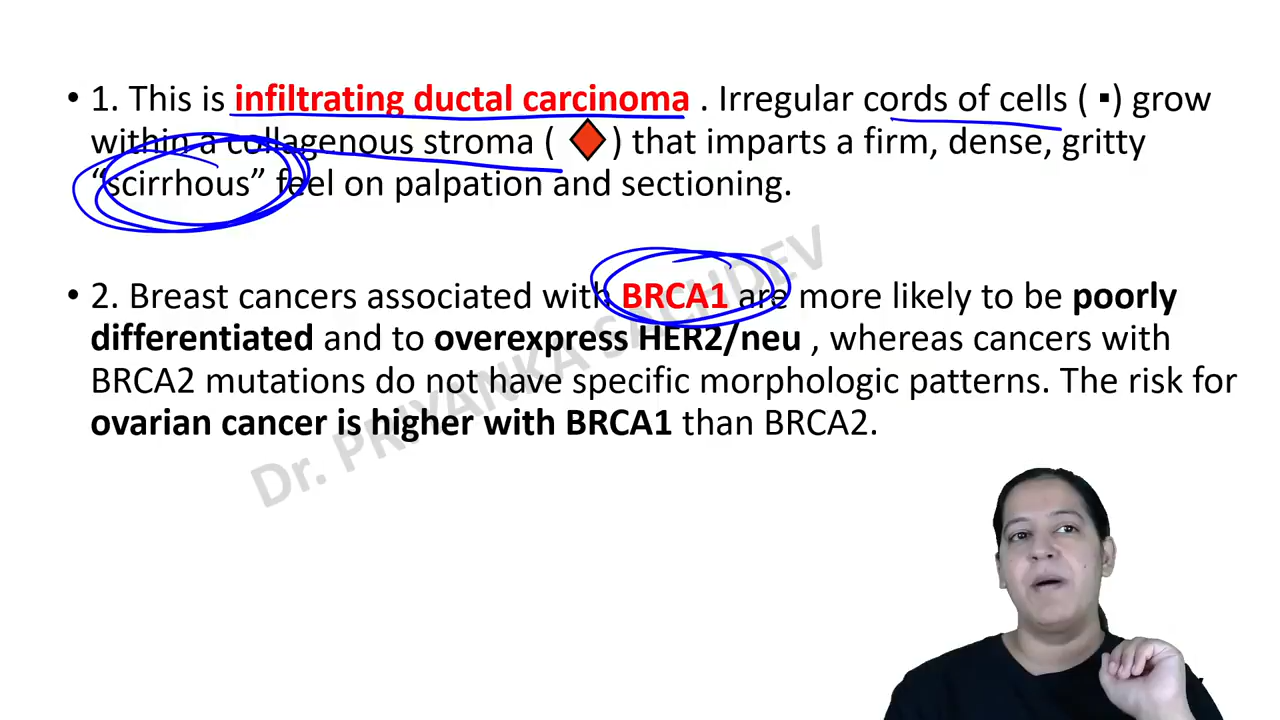 • 1. This is infiltrating ductal carcinoma . Irregular cords of cells ( ▪) grow
within a collagenous stroma ( ♦ ) that imparts a firm, dense, gritty
“scirrhous” feel on palpation and sectioning.
• 2. Breast cancers associated with BRCA1 are more likely to be poorly
differentiated and to overexpress HER2/neu , whereas cancers with
BRCA2 mutations do not have specific morphologic patterns. The risk for
ovarian cancer is higher with BRCA1 than BRCA2.
Dr. PRIYANKA SACHDEV